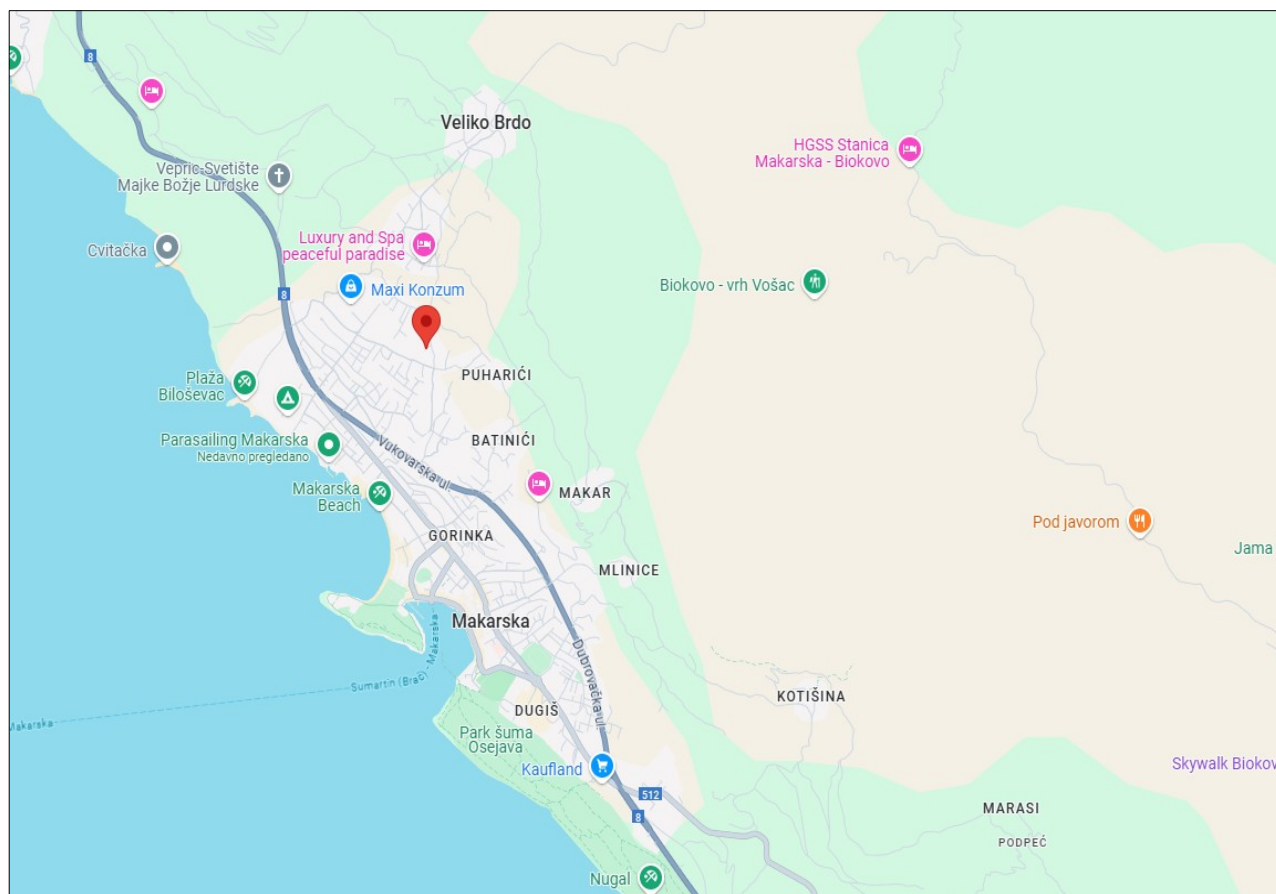 8
Veliko Brdo
HGSS Stanica
Makarska - Biokovo
Vepric-Svetište
Majke Božje Lurdske
Luxury and Spa
peaceful paradise
Cvitačka
Biokovo - vrh Vošac
Maxi Konzum
8
PUHARIĆI
Plaža
Biloševac
Parasailing Makarska
Nedavno pregledano
BATINIĆI
Vukovarska ul.
Makarska
Beach
MAKAR
Pod javorom
GORINKA
Jama
MLINICE
Makarska
Sumartin (Brač) - Makarska
Dubrovačka ul.
Makarska
KOTIŠINA
DUGIŠ
Park šuma
Osejava
Kaufland
Skywalk Biokov
512
8
MARASI
PODPEĆ
Nugal